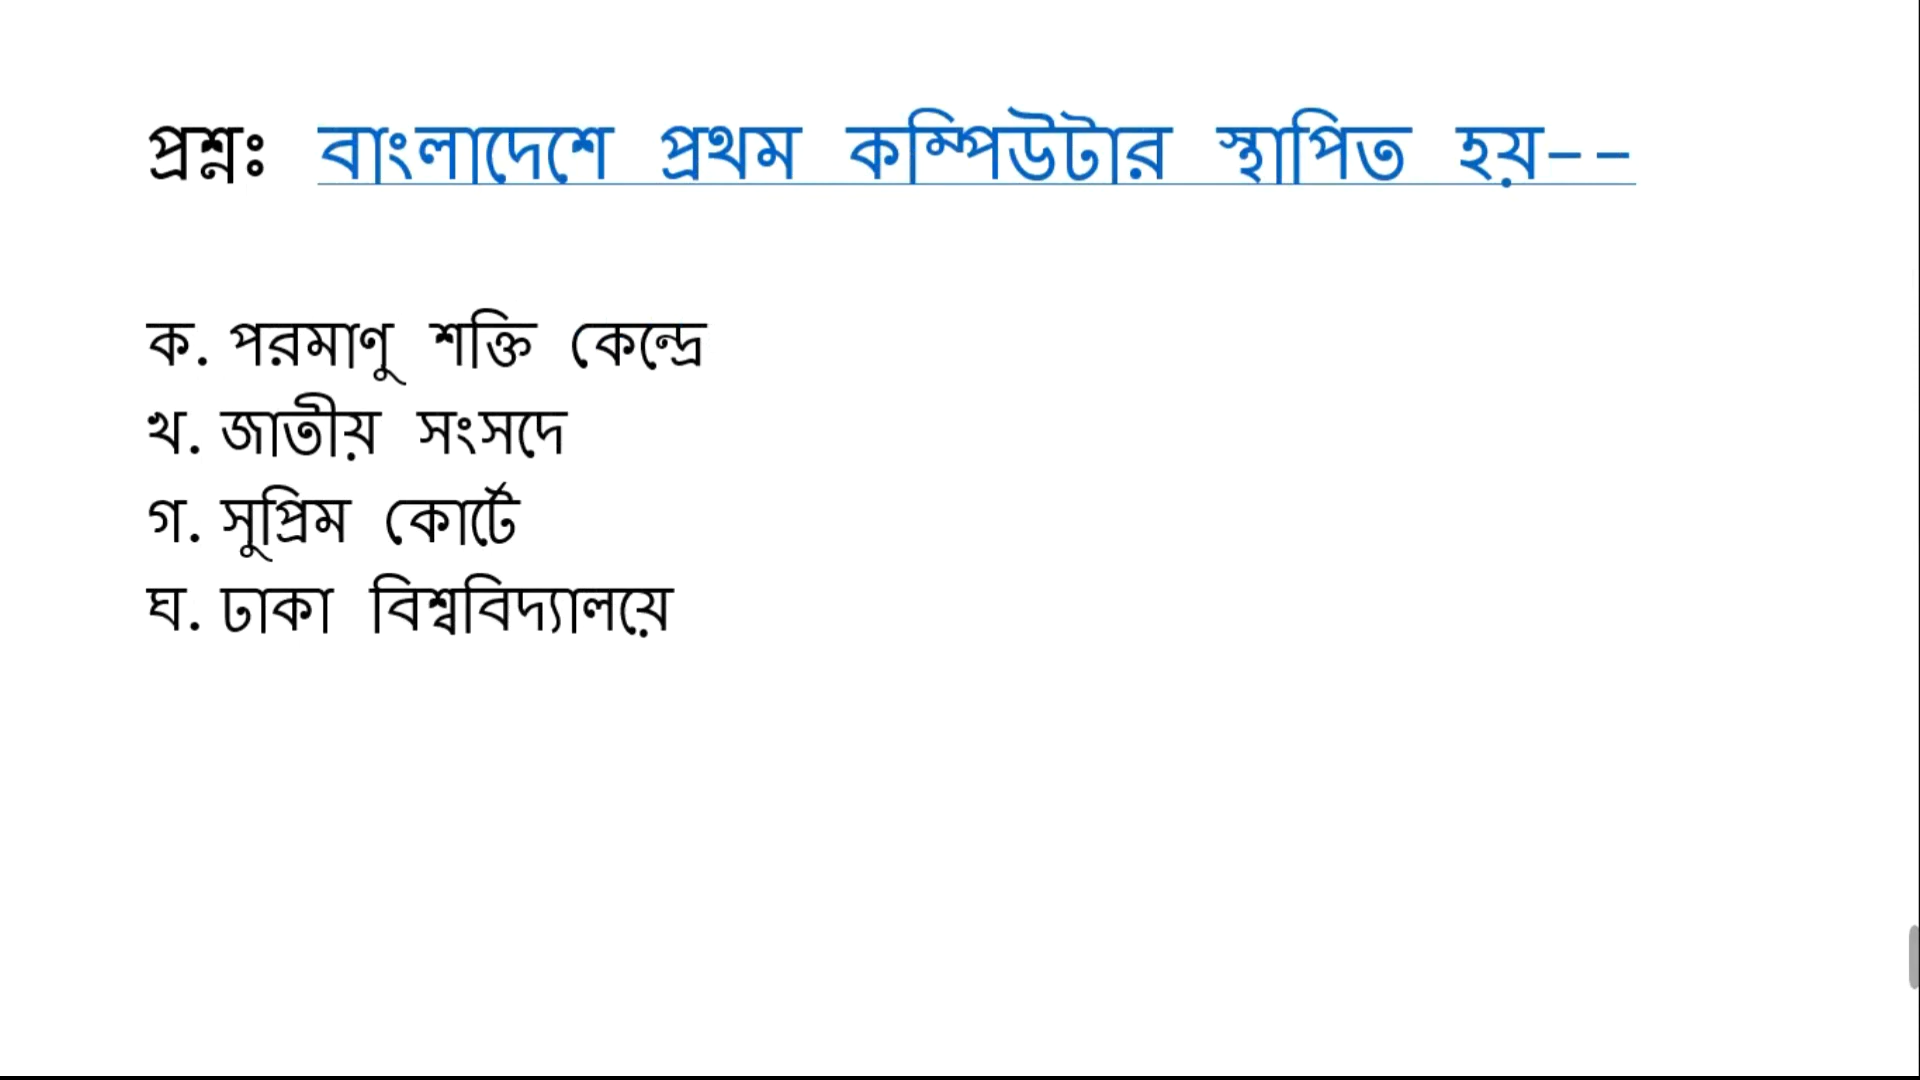 প্রশ্নঃ বাংলাদেশে প্রথম কম্পিউটার স্থাপিত হয়--
ক. পরমাণু শক্তি কেন্দ্রে
খ. জাতীয় সংসদে
গ. সুপ্রিম কোর্টে
ঘ. ঢাকা বিশ্ববিদ্যালয়ে